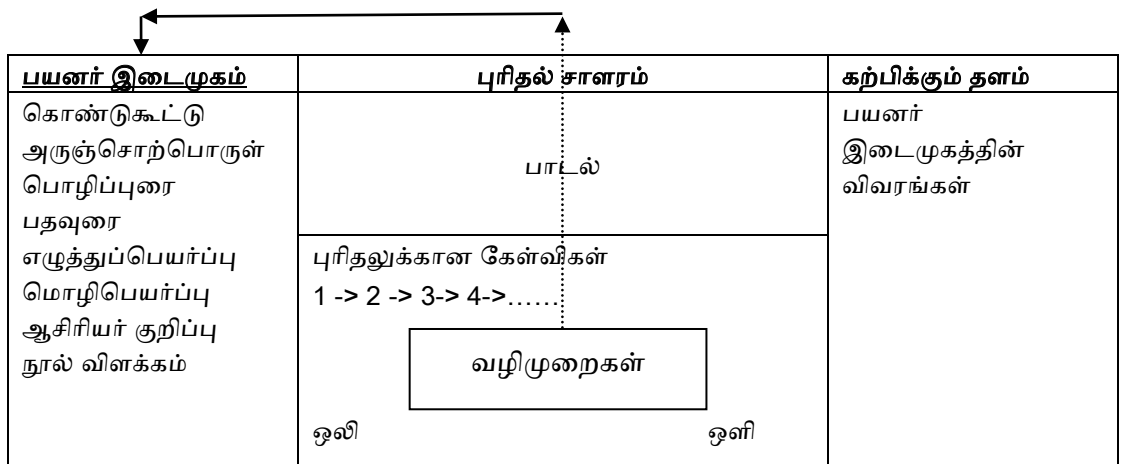 பயனர் இடைமுகம்
கொண்டுகூட்டு
அருஞ்சொற்பொருள்
பொழிப்புரை
பதவுரை
எழுத்துப்பெயர்ப்பு
மொழிபெயர்ப்பு
ஆசிரியர் குறிப்பு
நூல் விளக்கம்
புரிதல் சாளரம்
பாடல்
புரிதலுக்கான கேள்விகள்
1 -> 2 -> 3-> 4->......
வழிமுறைகள்
ஒலி ஒளி
கற்பிக்கும் தளம்
பயனர்
இடைமுகத்தின்
விவரங்கள்